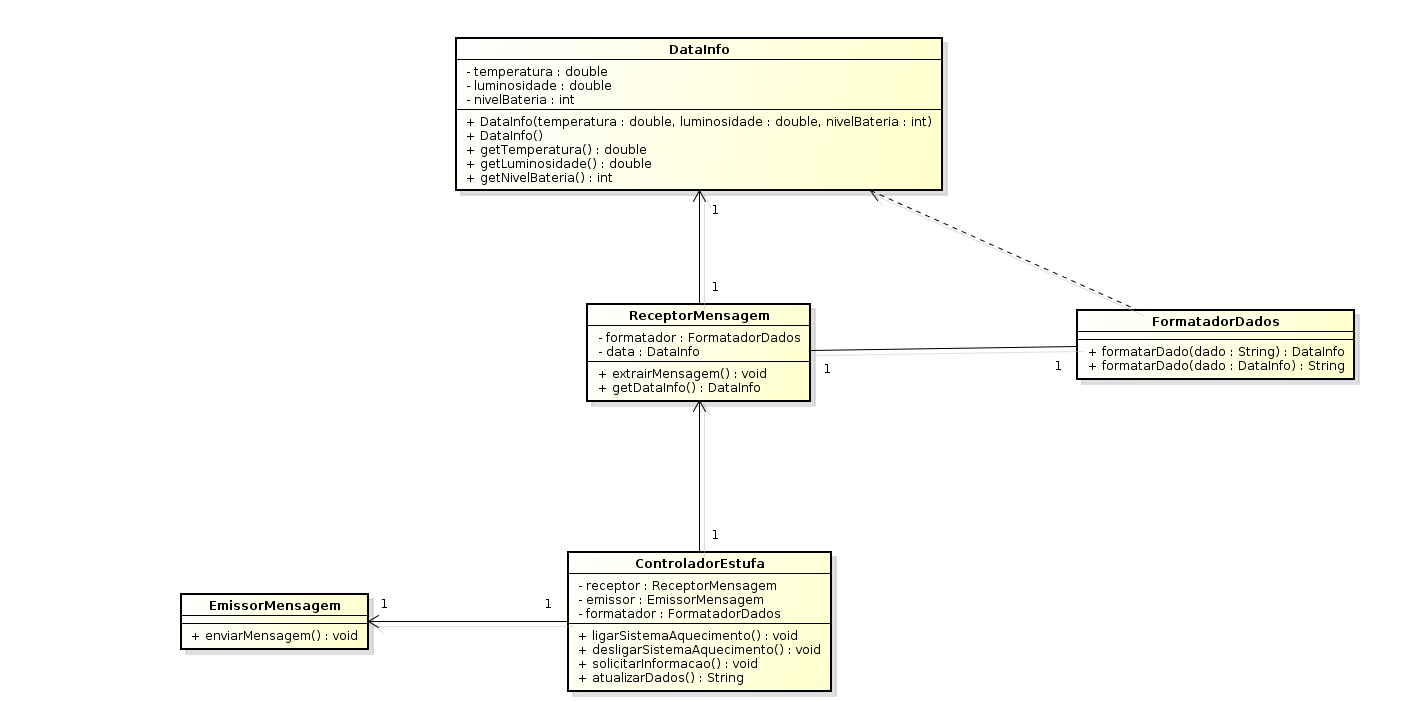 DataInfo
- temperatura : double
- luminosidade : double
- nivelBateria : int
+ DataInfo(temperatura : double, luminosidade : double, nivelBateria : int)
+ DataInfo()
+ getTemperatura() : double
+ getLuminosidade() : double
+ getNivelBateria() : int
1
1
ReceptorMensagem
- formatador : FormatadorDados
- data : DataInfo
+ extrairMensagem() : void
+ getDataInfo() : DataInfo
1
1
FormatadorDados
+ formatarDado(dado : String) : DataInfo
+ formatarDado(dado : DataInfo) : String
1
ControladorEstufa
- receptor : ReceptorMensagem
- emissor : EmissorMensagem
- formatador : FormatadorDados
+ ligarSistemaAquecimento() : void
+ desligarSistemaAquecimento() : void
+ solicitarInformacao() : void
+ atualizarDados() : String
1
1
EmissorMensagem
+ enviarMensagem() : void